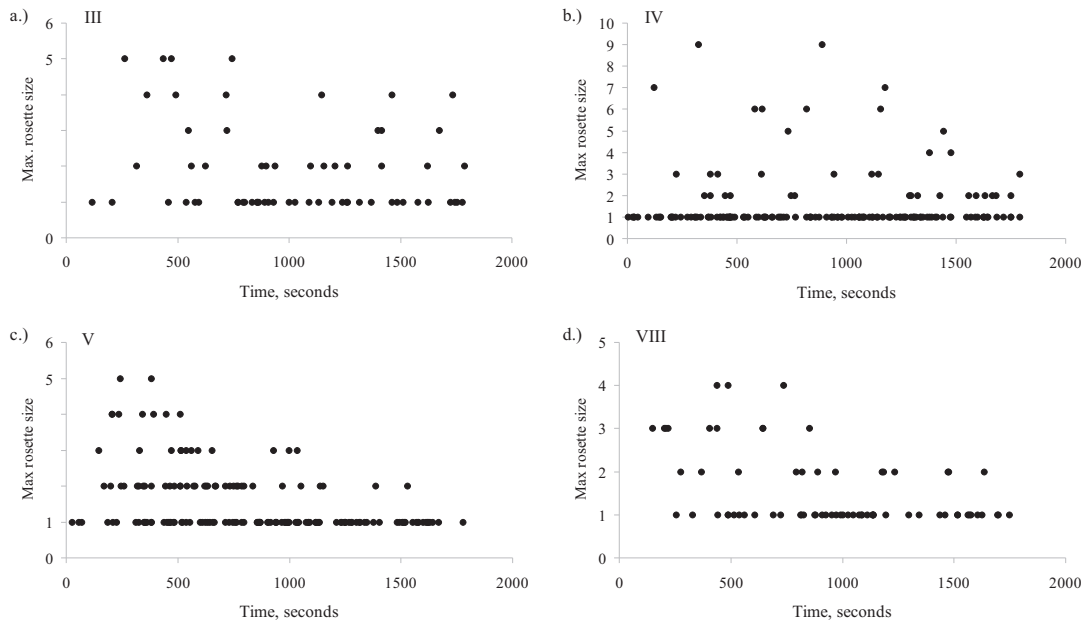 a.)
III
Max. rosette size
6
5
1
0
0 500 1000 1500 2000
Time, seconds
b.)
IV
Max rosette size
10
9
8
7
6
5
4
3
2
1
0
0 500 1000 1500 2000
Time, seconds
c.)
V
Max rosette size
6
5
1
0
0 500 1000 1500 2000
Time, seconds
d.)
VIII
Max rosette size
5
4
3
2
1
0
0 500 1000 1500 2000
Time, seconds